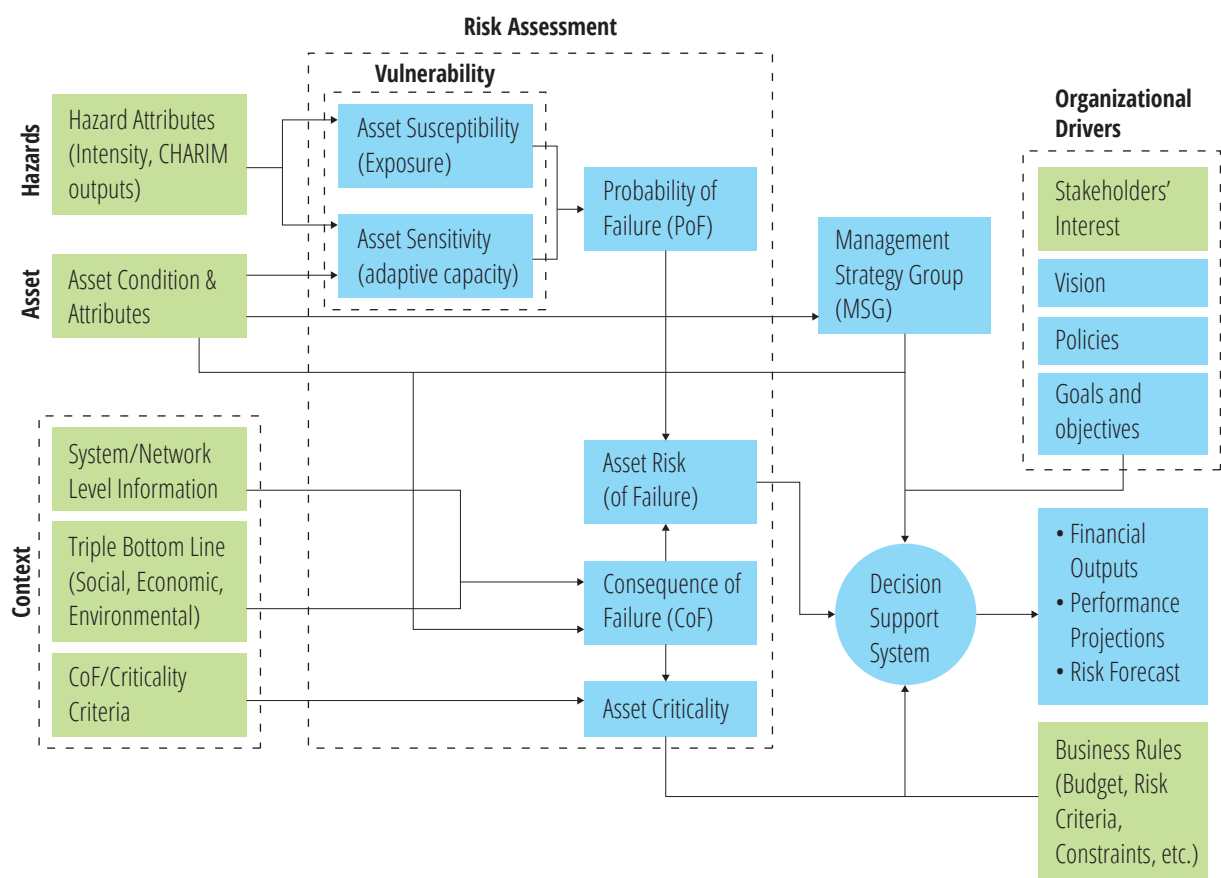 Risk Assessment
Vulnerability
Hazards
Hazard Attributes
(Intensity, CHARIM
outputs)
Asset Susceptibility
(Exposure)
Asset Sensitivity
(adaptive capacity)
Probability of
Failure (PoF)
Asset
Asset Condition &
Attributes
Management
Strategy Group
(MSG)
Organizational
Drivers
Stakeholders’
Interest
Vision
Policies
Goals and
objectives
Context
System/Network
Level Information
Triple Bottom Line
(Social, Economic,
Environmental)
CoF/Criticality
Criteria
Asset Risk
(of Failure)
Consequence of
Failure (CoF)
Asset Criticality
Decision
Support
System
• Financial
Outputs
• Performance
Projections
• Risk Forecast
Business Rules
(Budget, Risk
Criteria,
Constraints, etc.)